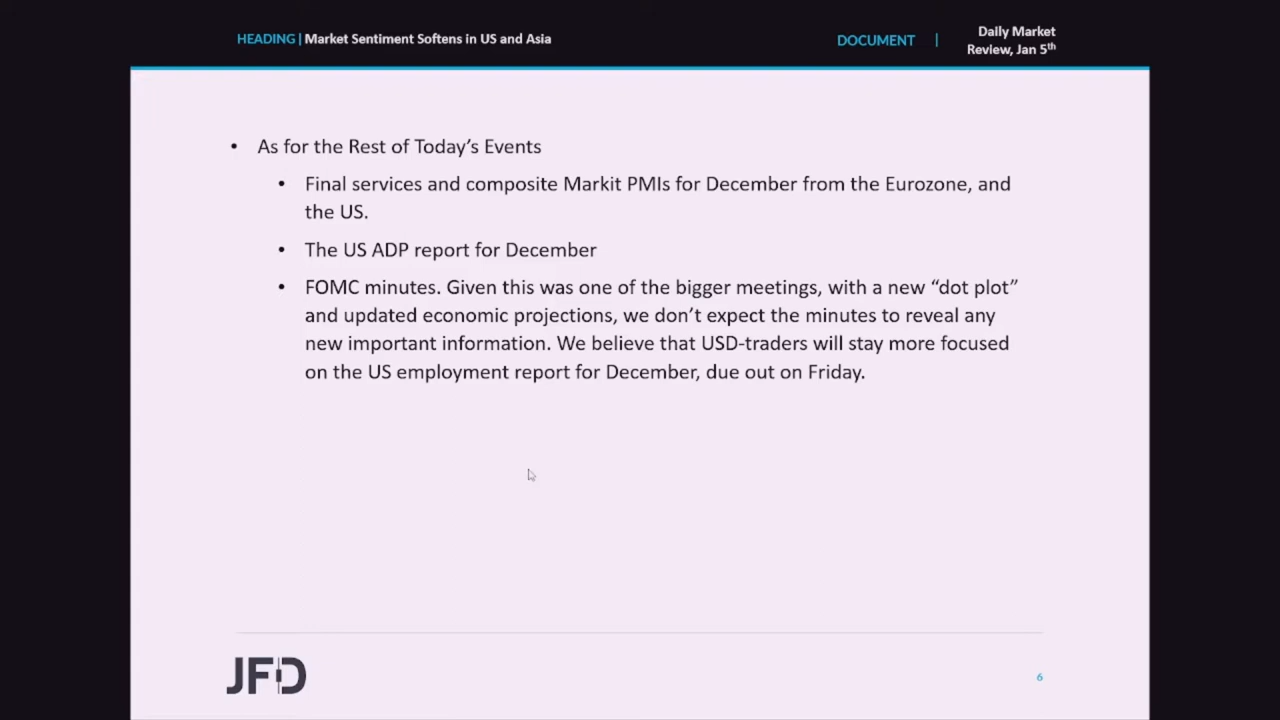 HEADING | Market Sentiment Softens in US and Asia
DOCUMENT |
Daily Market
Review, Jan 5th
• As for the Rest of Today’s Events
• Final services and composite Markit PMIs for December from the Eurozone, and
the US.
• The US ADP report for December
• FOMC minutes. Given this was one of the bigger meetings, with a new “dot plot”
and updated economic projections, we don’t expect the minutes to reveal any
new important information. We believe that USD-traders will stay more focused
on the US employment report for December, due out on Friday.
JFD
6